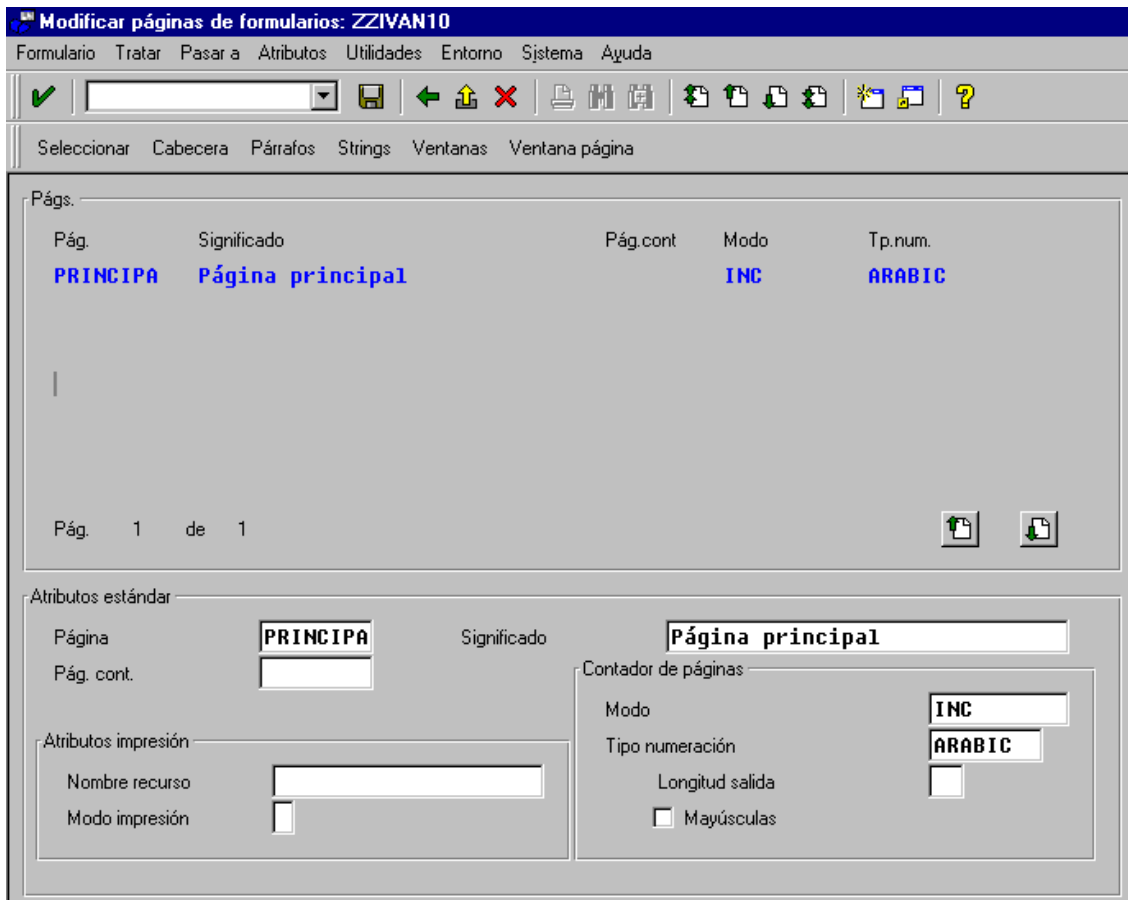 Modificar páginas de formularios: ZZIVAN10
Formulario Tratar Pasar a Atributos Utilidades Entorno Sistema Ayuda
Seleccionar Cabecera Párrafos Strings Ventanas Ventana página
Págs.
Pág. Significado Pág.cont Modo Tp.num.
PRINCIPA Página principal INC ARABIC
Pág. 1 de 1
Atributos estándar
Página PRINCIPA Significado Página principal
Pág. cont.
Contador de páginas
Modo INC
Atributos impresión
Tipo numeración ARABIC
Nombre recurso
Longitud salida
Modo impresión
Mayúsculas